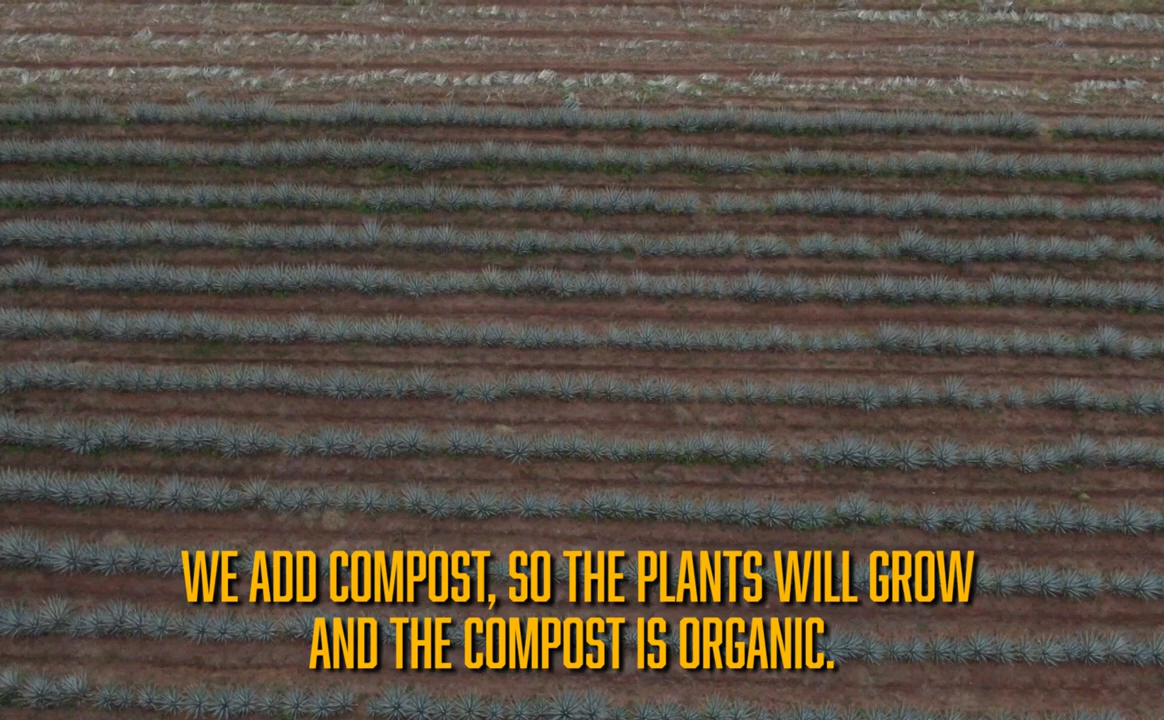 WE ADD COMPOST, SO THE PLANTS WILL GROW
AND THE COMPOST IS ORGANIC.